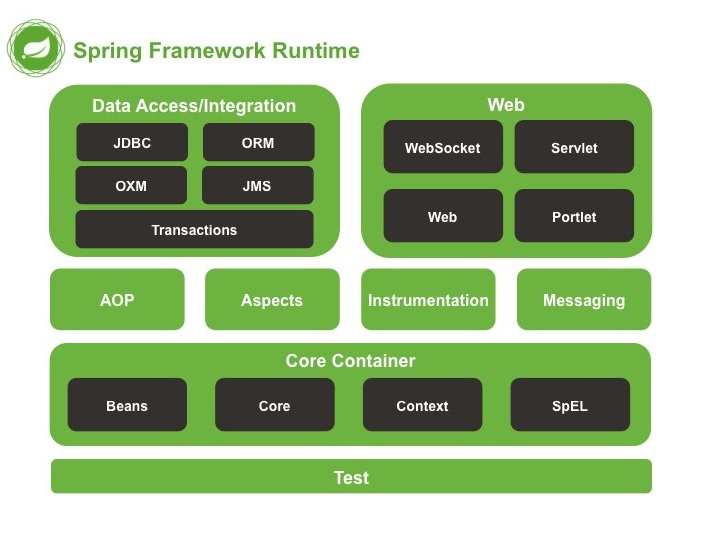 Spring Framework Runtime
Data Access/Integration
JDBC
ORM
OXM
JMS
Transactions
Web
WebSocket
Servlet
Web
Portlet
AOP
Aspects
Instrumentation
Messaging
Core Container
Beans
Core
Context
SpEL
Test